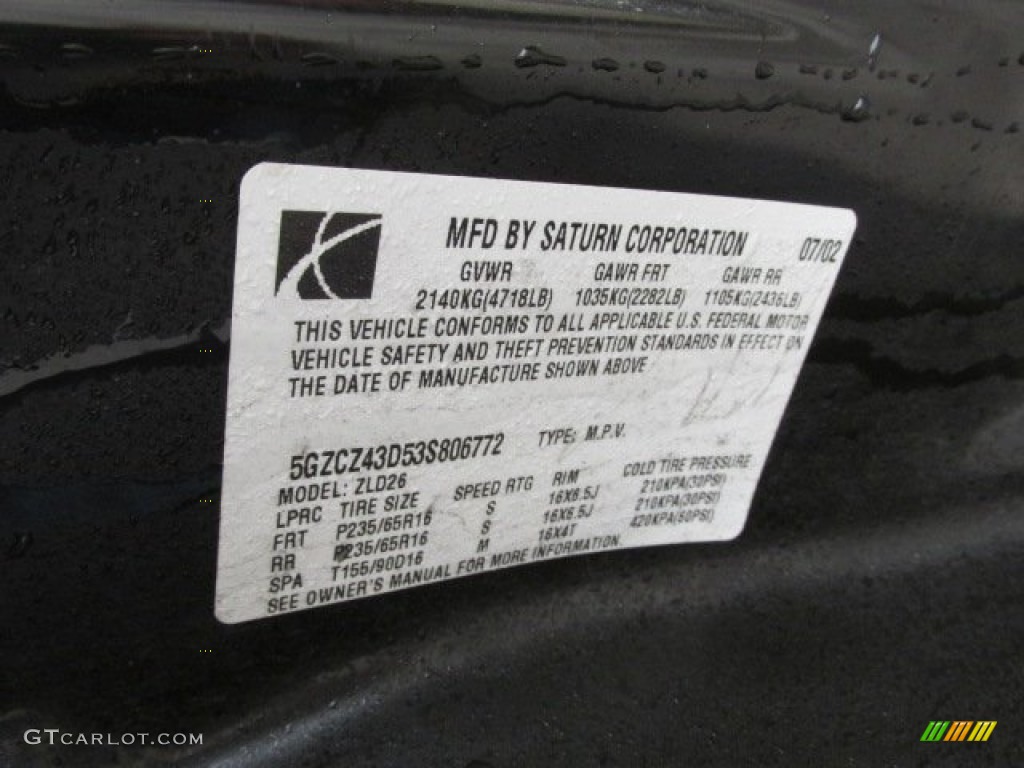 MFD BY SATURN CORPORATION 07/02
GVWR GAWR FRT GAWR RR
2140KG(4718LB) 1035KG(2282LB) 1105KG(2436LB)
THIS VEHICLE CONFORMS TO ALL APPLICABLE U.S. FEDERAL MOTOR
VEHICLE SAFETY AND THEFT PREVENTION STANDARDS IN EFFECT ON
THE DATE OF MANUFACTURE SHOWN ABOVE
5GZCZ43D53S806772 TYPE: M.P.V.
MODEL: ZLD26
LPRC TIRE SIZE SPEED RTG RIM COLD TIRE PRESSURE
FRT P235/65R16 S 16X6.5J 210KPA(30PSI)
RR P235/65R16 S 16X6.5J 210KPA(30PSI)
SPA T155/90D16 M 16X4T 420KPA(60PSI)
SEE OWNER'S MANUAL FOR MORE INFORMATION.
GTCARLOT.COM